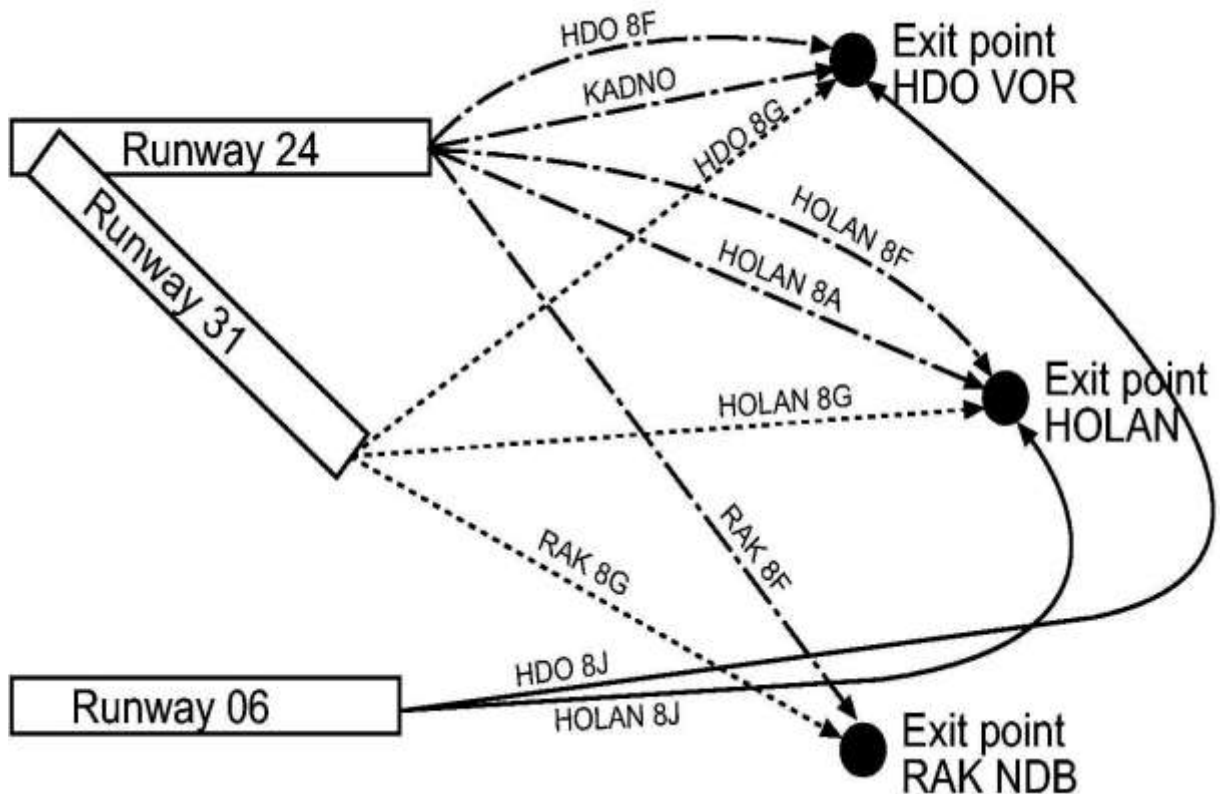 HDO 8F
Exit point
HDO VOR
KADNO
HDO 8G
Runway 24
HOLAN 8F
Runway 31
HOLAN 8A
Exit point
HOLAN
HOLAN 8G
RAK 8G
RAK 8F
HDO 8J
Runway 06
HOLAN 8J
Exit point
RAK NDB